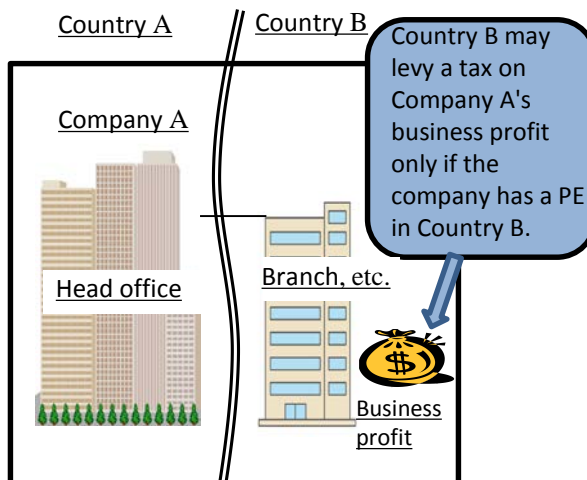 Country A
Country B
Country B may
levy a tax on
Company A's
business profit
only if the
company has a PE
in Country B.
Company A
Head office
Branch, etc.
$
Business
profit